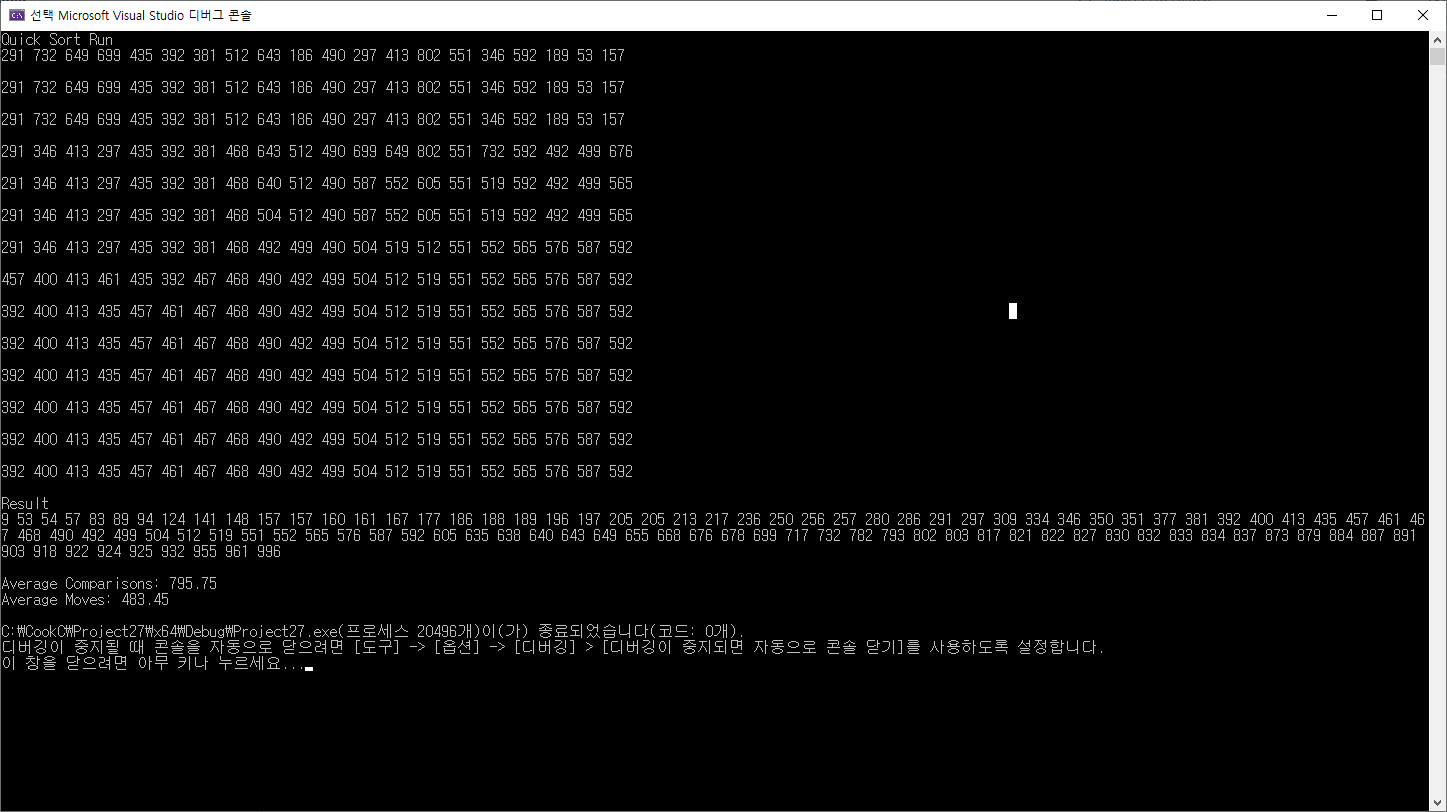 선택 Microsoft Visual Studio 디버그 콘솔
Quick Sort Run
291 732 649 699 435 392 381 512 643 186 490 297 413 802 551 346 592 189 53 157
291 732 649 699 435 392 381 512 643 186 490 297 413 802 551 346 592 189 53 157
291 732 649 699 435 392 381 512 643 186 490 297 413 802 551 346 592 189 53 157
291 346 413 297 435 392 381 468 643 512 490 699 649 802 551 732 592 492 499 676
291 346 413 297 435 392 381 468 640 512 490 587 552 605 551 519 592 492 499 565
291 346 413 297 435 392 381 468 504 512 490 587 552 605 551 519 592 492 499 565
291 346 413 297 435 392 381 468 492 499 490 504 519 512 551 552 565 576 587 592
457 400 413 461 435 392 467 468 490 492 499 504 512 519 551 552 565 576 587 592
392 400 413 435 457 461 467 468 490 492 499 504 512 519 551 552 565 576 587 592
392 400 413 435 457 461 467 468 490 492 499 504 512 519 551 552 565 576 587 592
392 400 413 435 457 461 467 468 490 492 499 504 512 519 551 552 565 576 587 592
392 400 413 435 457 461 467 468 490 492 499 504 512 519 551 552 565 576 587 592
392 400 413 435 457 461 467 468 490 492 499 504 512 519 551 552 565 576 587 592
392 400 413 435 457 461 467 468 490 492 499 504 512 519 551 552 565 576 587 592
Result
9 53 54 57 83 89 94 124 141 148 157 157 160 161 167 177 186 188 189 196 197 205 205 213 217 236 250 256 257 280 286 291 297 309 334 346 350 351 377 381 392 400 413 435 457 461 46
7 468 490 492 499 504 512 519 551 552 565 576 587 592 605 635 638 640 643 649 655 668 676 678 699 717 732 782 793 802 803 817 821 822 827 830 832 833 834 837 873 879 884 887 891
903 918 922 924 925 932 955 961 996
Average Comparisons: 795.75
Average Moves: 483.45
C:₩CookC₩Project27₩x64₩Debug₩Project27.exe(프로세스 20496개)이(가) 종료되었습니다(코드: 0개).
디버깅이 중지될 때 콘솔을 자동으로 닫으려면 [도구] -> [옵션] -> [디버깅] > [디버깅이 중지되면 자동으로 콘솔 닫기]를 사용하도록 설정합니다.
이 창을 닫으려면 아무 키나 누르세요...